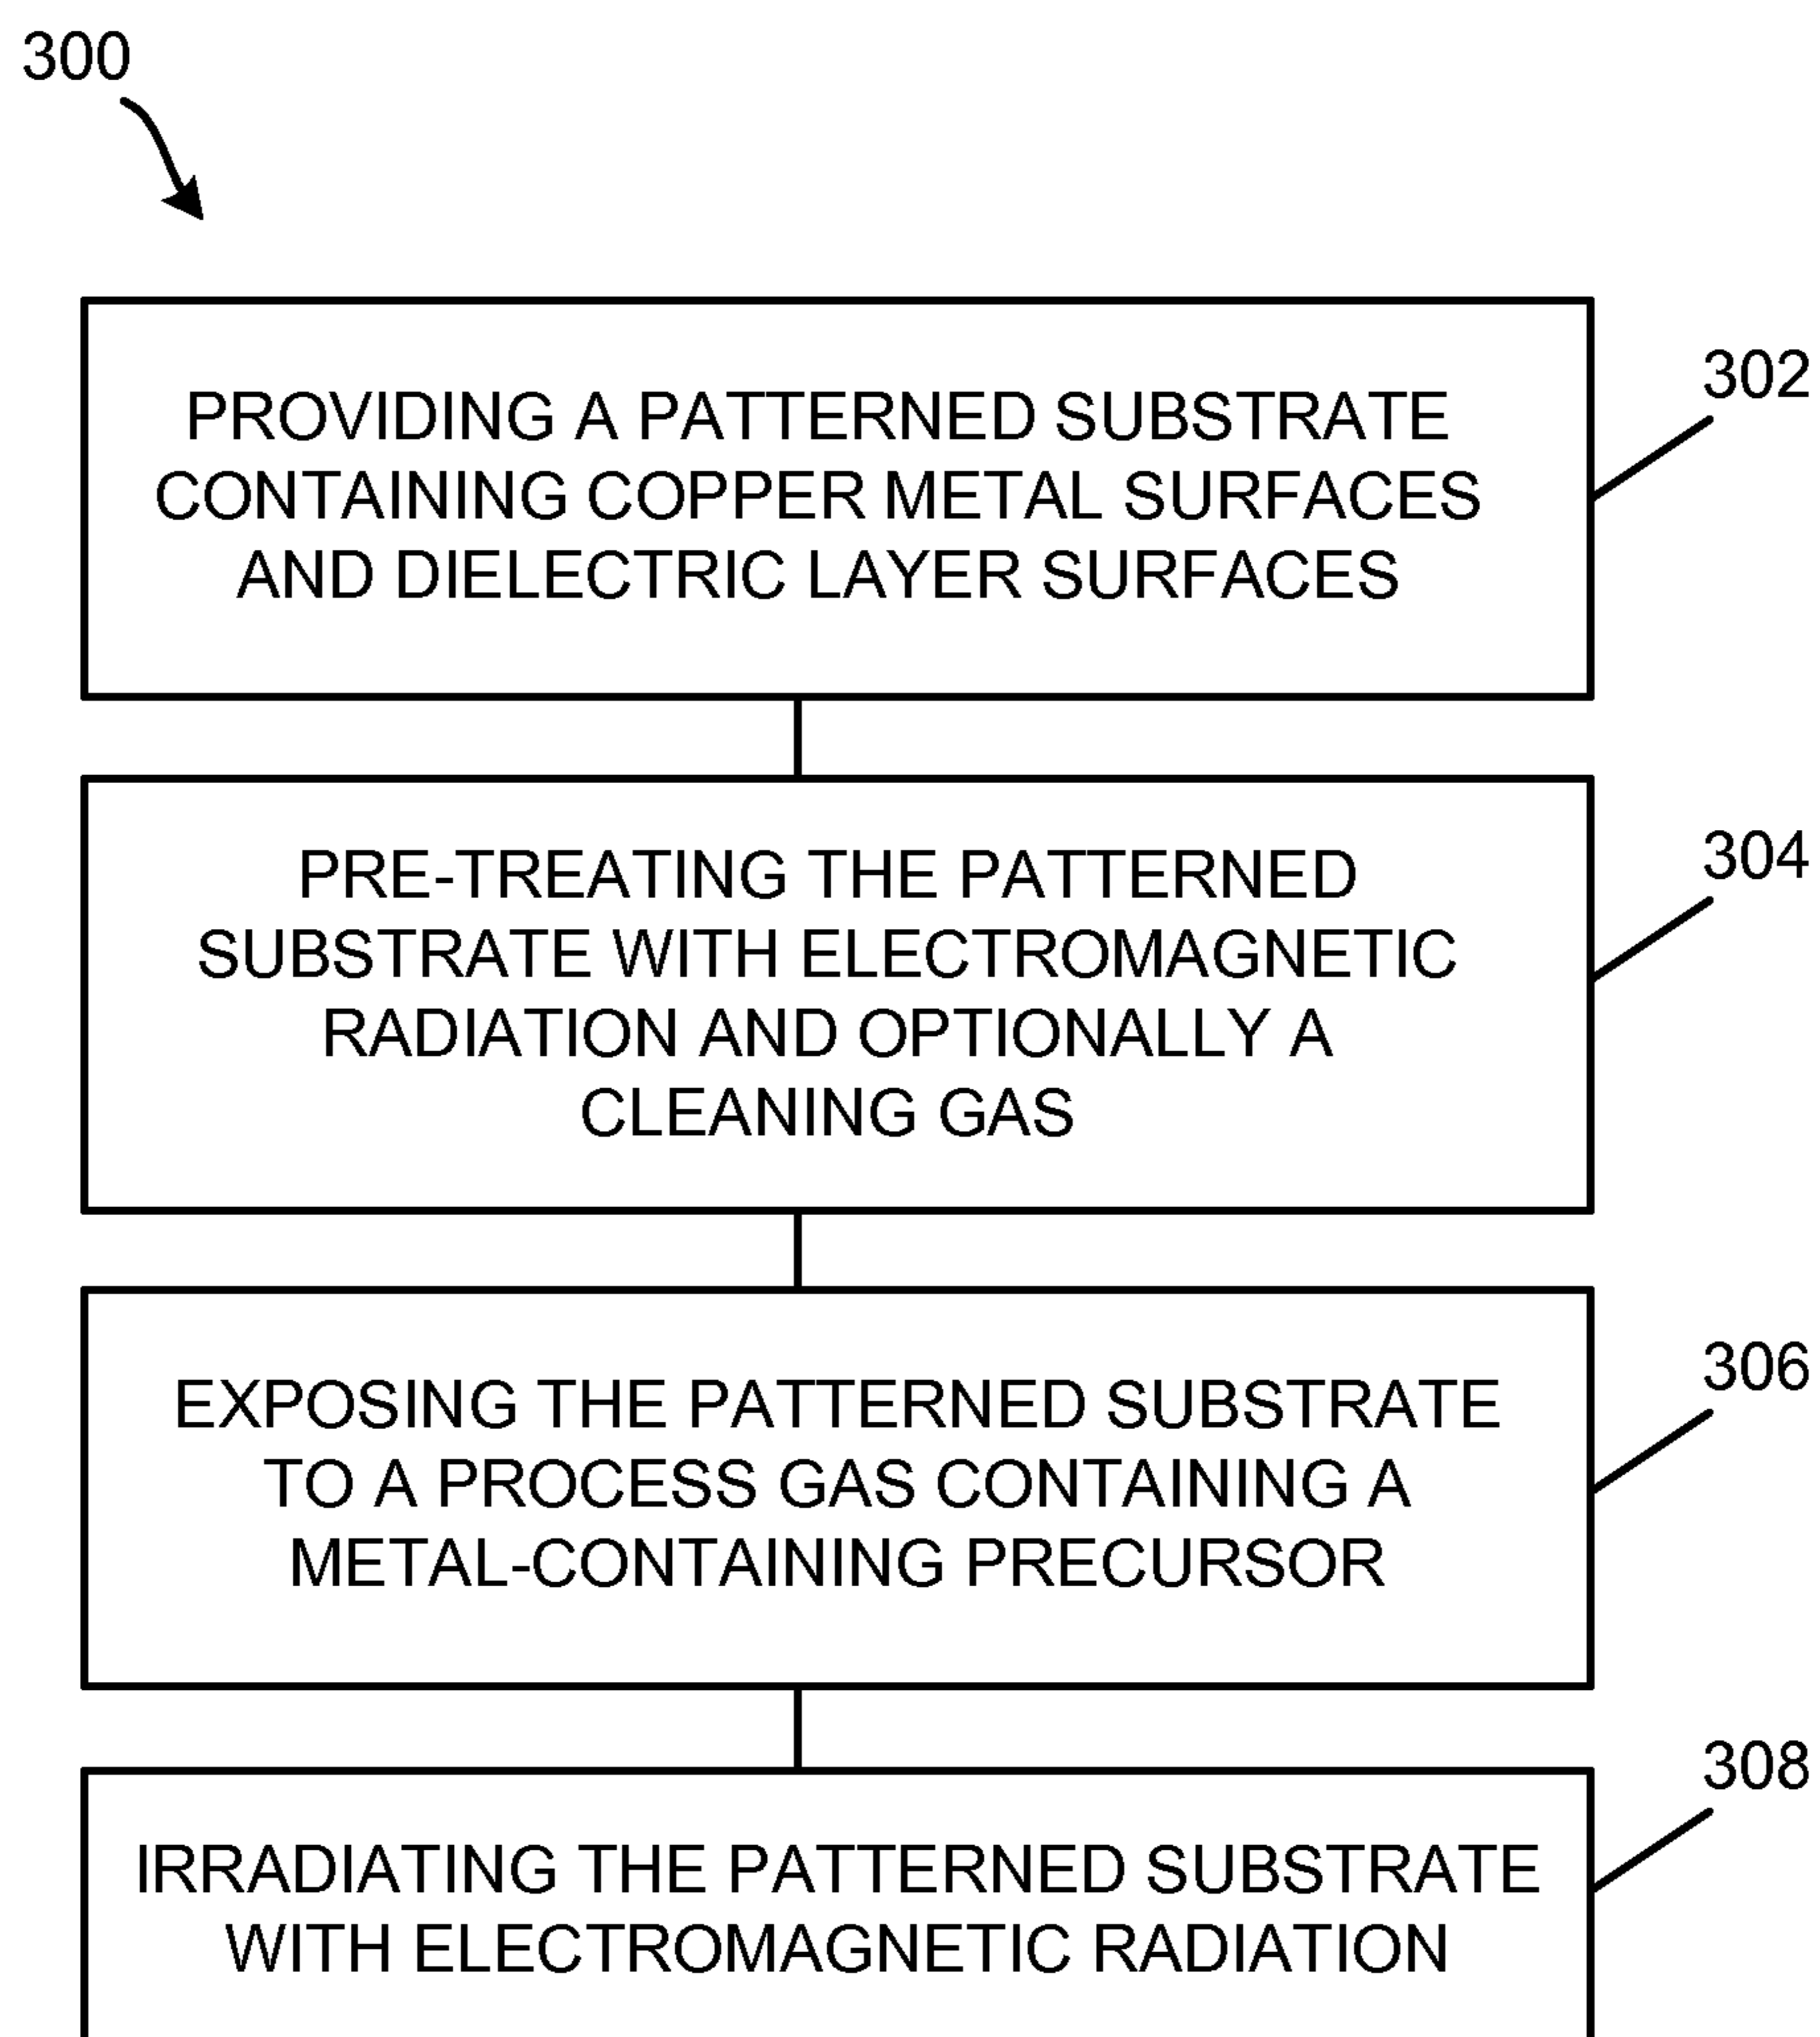 300
PROVIDING A PATTERNED SUBSTRATE
CONTAINING COPPER METAL SURFACES
AND DIELECTRIC LAYER SURFACES
302
PRE-TREATING THE PATTERNED
SUBSTRATE WITH ELECTROMAGNETIC
RADIATION AND OPTIONALLY A
CLEANING GAS
304
EXPOSING THE PATTERNED SUBSTRATE
TO A PROCESS GAS CONTAINING A
METAL-CONTAINING PRECURSOR
306
IRRADIATING THE PATTERNED SUBSTRATE
WITH ELECTROMAGNETIC RADIATION
308